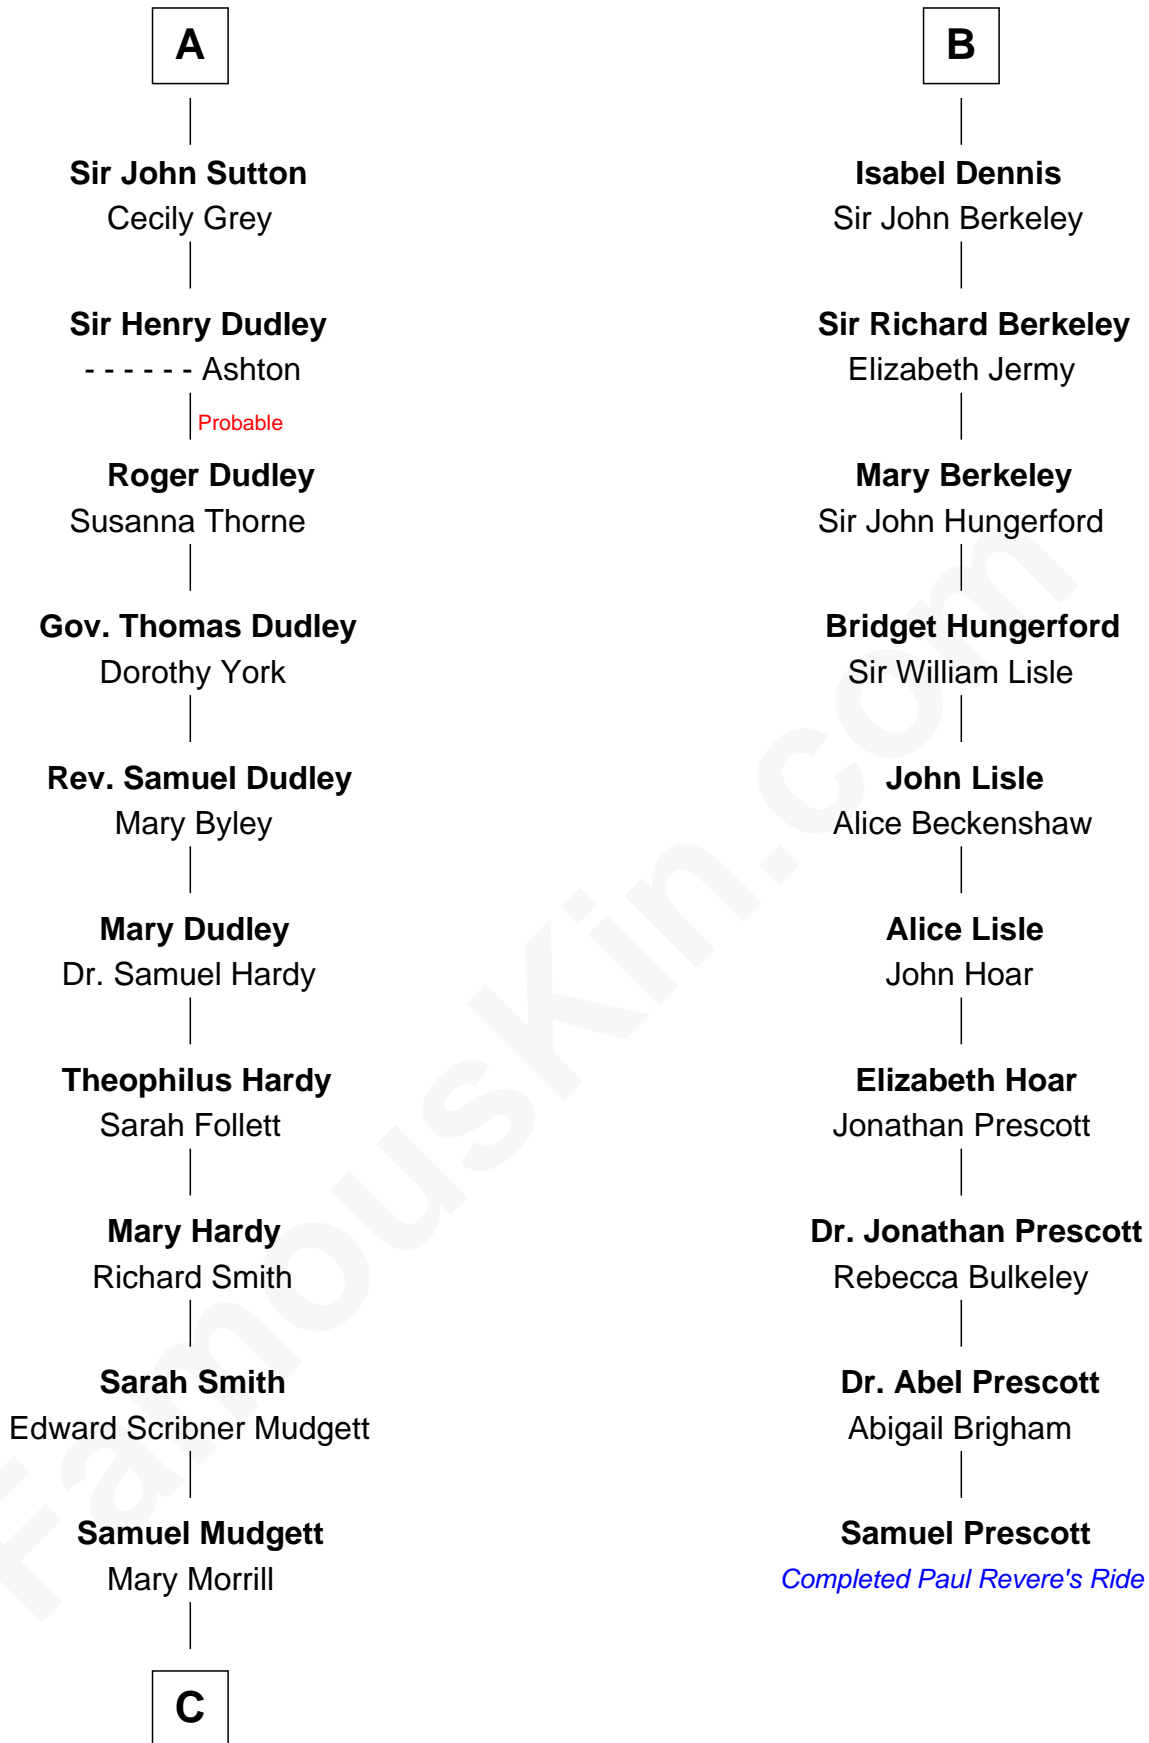 A
Sir John Sutton
Cecily Grey
Sir Henry Dudley
- - - - - - Ashton
Probable
Roger Dudley
Susanna Thorne
Gov. Thomas Dudley
Dorothy York
Rev. Samuel Dudley
Mary Byley
Mary Dudley
Dr. Samuel Hardy
Theophilus Hardy
Sarah Follett
Mary Hardy
Richard Smith
Sarah Smith
Edward Scribner Mudgett
Samuel Mudgett
Mary Morrill
C
B
Isabel Dennis
Sir John Berkeley
Sir Richard Berkeley
Elizabeth Jermy
Mary Berkeley
Sir John Hungerford
Bridget Hungerford
Sir William Lisle
John Lisle
Alice Beckenshaw
Alice Lisle
John Hoar
Elizabeth Hoar
Jonathan Prescott
Dr. Jonathan Prescott
Rebecca Bulkeley
Dr. Abel Prescott
Abigail Brigham
Samuel Prescott
Completed Paul Revere's Ride
FamousKin.com